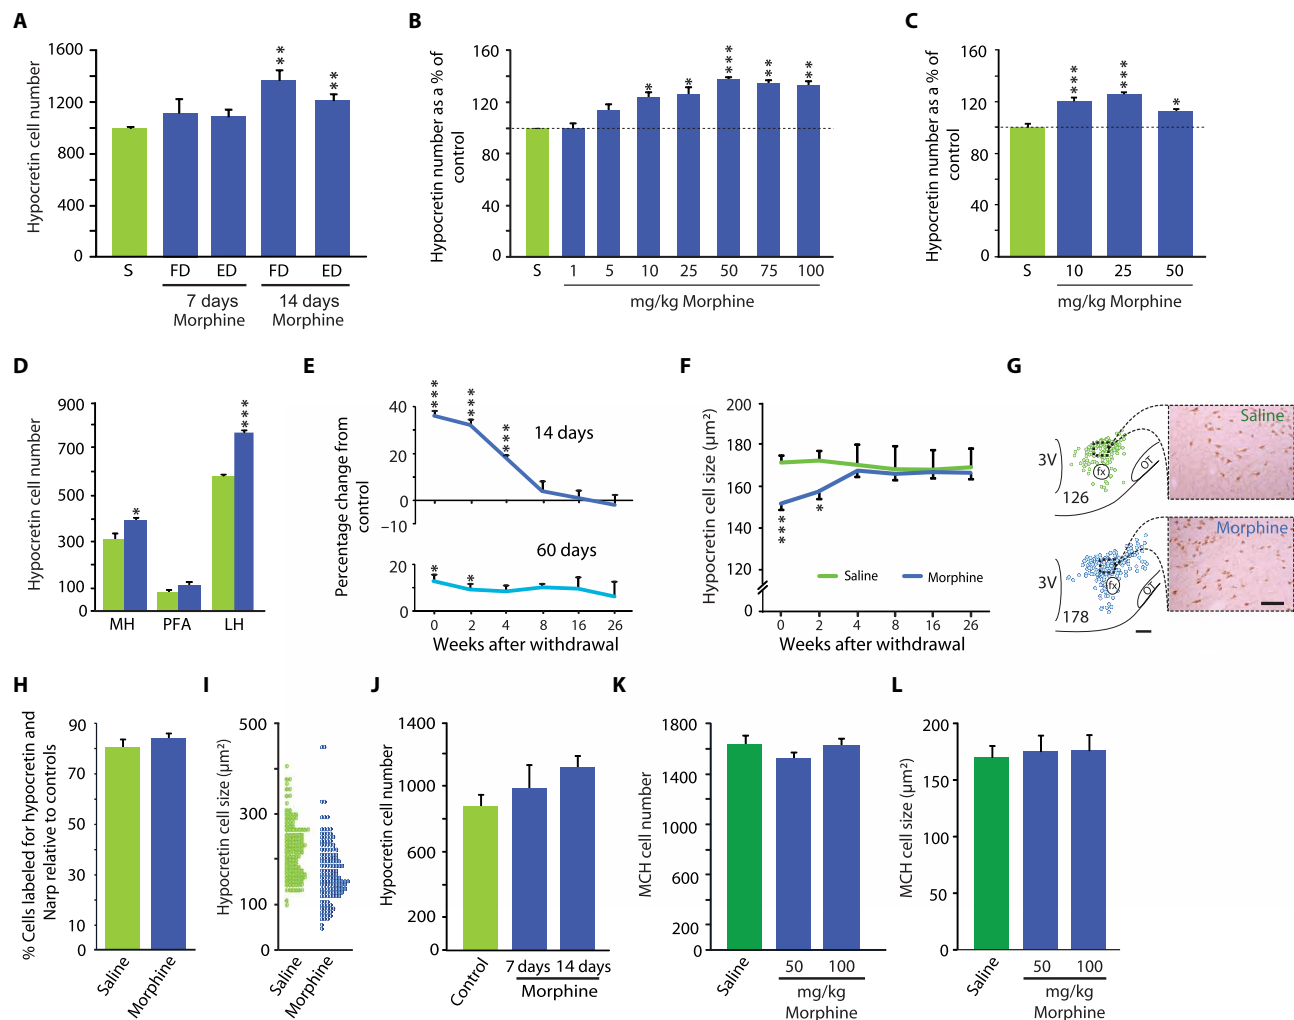 A
Hypocretin cell number
1600
1200
800
400
0
**
**
S
FD
ED
FD
ED
7 days
Morphine
14 days
Morphine
B
Hypocretin number as a % of
control
160
120
80
40
0
*
*
***
**
**
S
1
5
10
25
50
75
100
mg/kg Morphine
C
Hypocretin number as a % of
control
160
120
80
40
0
***
***
*
S
10
25
50
mg/kg Morphine
D
Hypocretin cell number
900
700
500
300
100
0
*
***
MH
PFA
LH
E
Percentage change from
control
40
20
0
−10
***
***
***
14 days
60 days
20
0
*
*
0
2
4
8
16
26
Weeks after withdrawal
F
Hypocretin cell size (µm²)
200
180
160
140
120
0
***
*
Saline
Morphine
0
2
4
8
16
26
Weeks after withdrawal
G
3V
fx
OT
126
Saline
3V
fx
OT
178
Morphine
H
% Cells labeled for hypocretin and
Narp relative to controls
90
70
50
30
10
0
Saline
Morphine
I
Hypocretin cell size (µm²)
500
300
100
0
Saline
Morphine
J
Hypocretin cell number
1400
1000
600
200
0
Control
7 days
14 days
Morphine
K
MCH cell number
1800
1400
1000
600
200
0
Saline
50
100
mg/kg
Morphine
L
MCH cell size (µm²)
200
150
100
50
0
Saline
50
100
mg/kg
Morphine